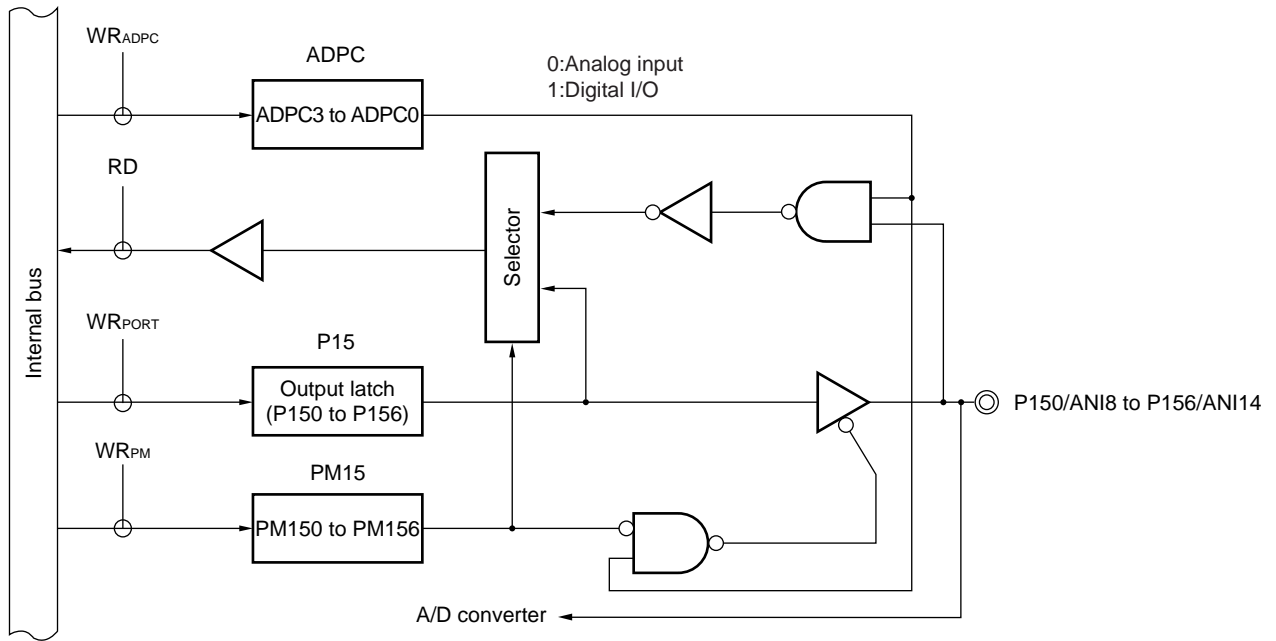 WRADPC
ADPC
0:Analog input
1:Digital I/O
ADPC3 to ADPC0
RD
Selector
Internal bus
WRPORT
P15
Output latch
(P150 to P156)
P150/ANI8 to P156/ANI14
WRPM
PM15
PM150 to PM156
A/D converter